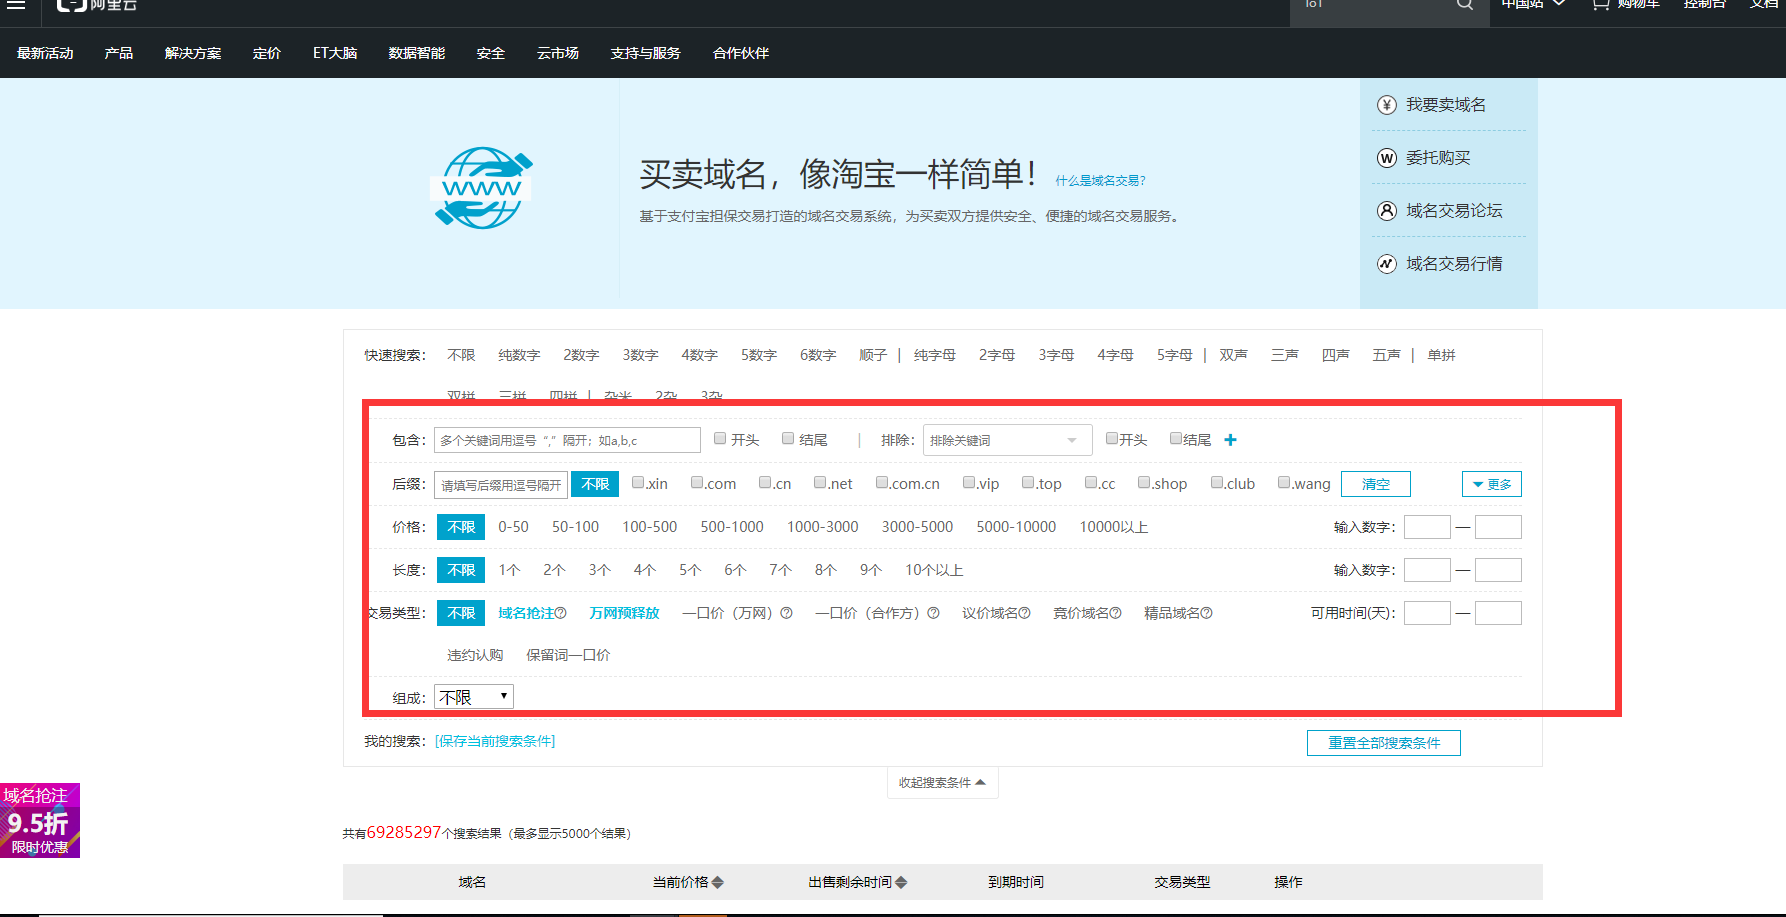 阿里云 IoT 中国站 购物车 控制台 文档
最新活动 产品 解决方案 定价 ET大脑 数据智能 安全 云市场 支持与服务 合作伙伴
¥ 我要卖域名
W 委托购买
域名交易论坛
域名交易行情
WWW
买卖域名，像淘宝一样简单！ 什么是域名交易?
基于支付宝担保交易打造的域名交易系统，为买卖双方提供安全、便捷的域名交易服务。
快速搜索： 不限 纯数字 2数字 3数字 4数字 5数字 6数字 顺子 | 纯字母 2字母 3字母 4字母 5字母 | 双声 三声 四声 五声 | 单拼
双拼 三拼 四拼 | 杂米 2杂 3杂
包含： 多个关键词用逗号 “,” 隔开；如a,b,c 开头 结尾 | 排除： 排除关键词 开头 结尾 +
后缀： 请填写后缀用逗号隔开 不限 .xin .com .cn .net .com.cn .vip .top .cc .shop .club .wang 清空 更多
价格： 不限 0-50 50-100 100-500 500-1000 1000-3000 3000-5000 5000-10000 10000以上 输入数字： —
长度： 不限 1个 2个 3个 4个 5个 6个 7个 8个 9个 10个以上 输入数字： —
交易类型： 不限 域名抢注? 万网预释放 一口价（万网）? 一口价（合作方）? 议价域名? 竞价域名? 精品域名? 可用时间(天)： —
违约认购 保留词一口价
组成： 不限
我的搜索： [保存当前搜索条件] 重置全部搜索条件
收起搜索条件
域名抢注
9.5折
限时优惠
共有69285297个搜索结果（最多显示5000个结果）
域名 当前价格 出售剩余时间 到期时间 交易类型 操作